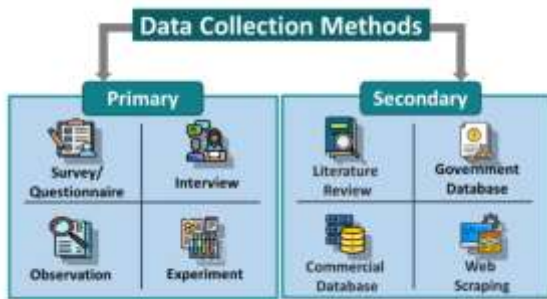 Data Collection Methods
Primary
Survey/
Questionnaire
Interview
Observation
Experiment
Secondary
Literature
Review
Government
Database
Commercial
Database
Web
Scraping